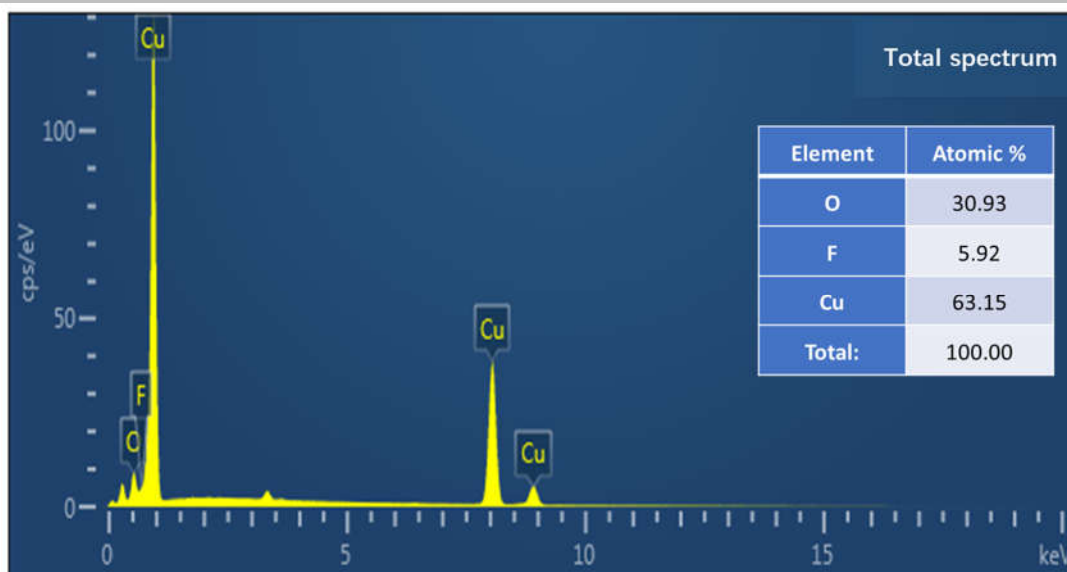 Total spectrum
Cu
100
50
0
cps/eV
F
O
Cu
Cu
0
5
10
15
keV
Element Atomic %
O 30.93
F 5.92
Cu 63.15
Total: 100.00